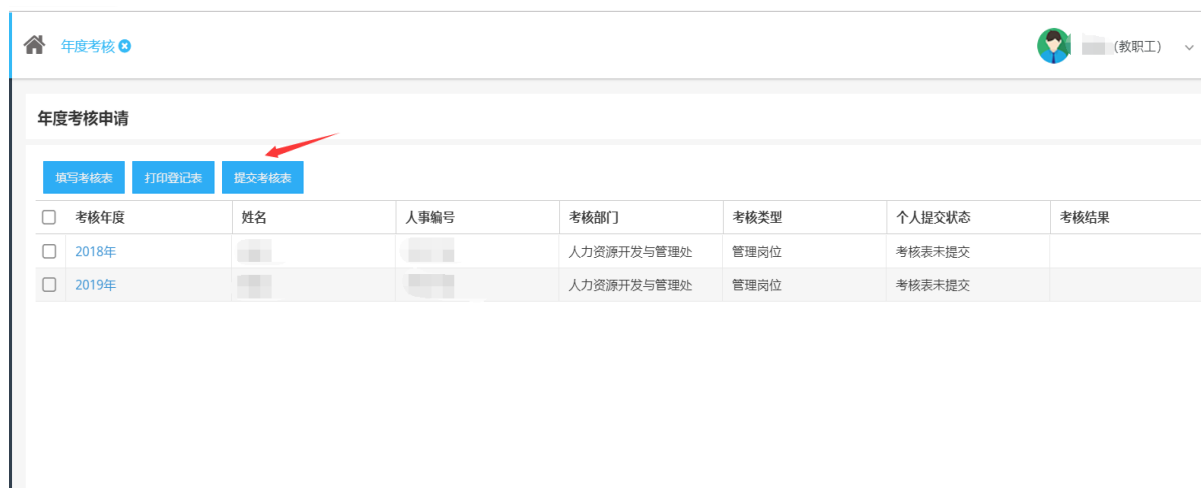 年度考核 (教职工)
年度考核申请
填写考核表 打印登记表 提交考核表
考核年度 姓名 人事编号 考核部门 考核类型 个人提交状态 考核结果
2018年 人力资源开发与管理处 管理岗位 考核表未提交
2019年 人力资源开发与管理处 管理岗位 考核表未提交